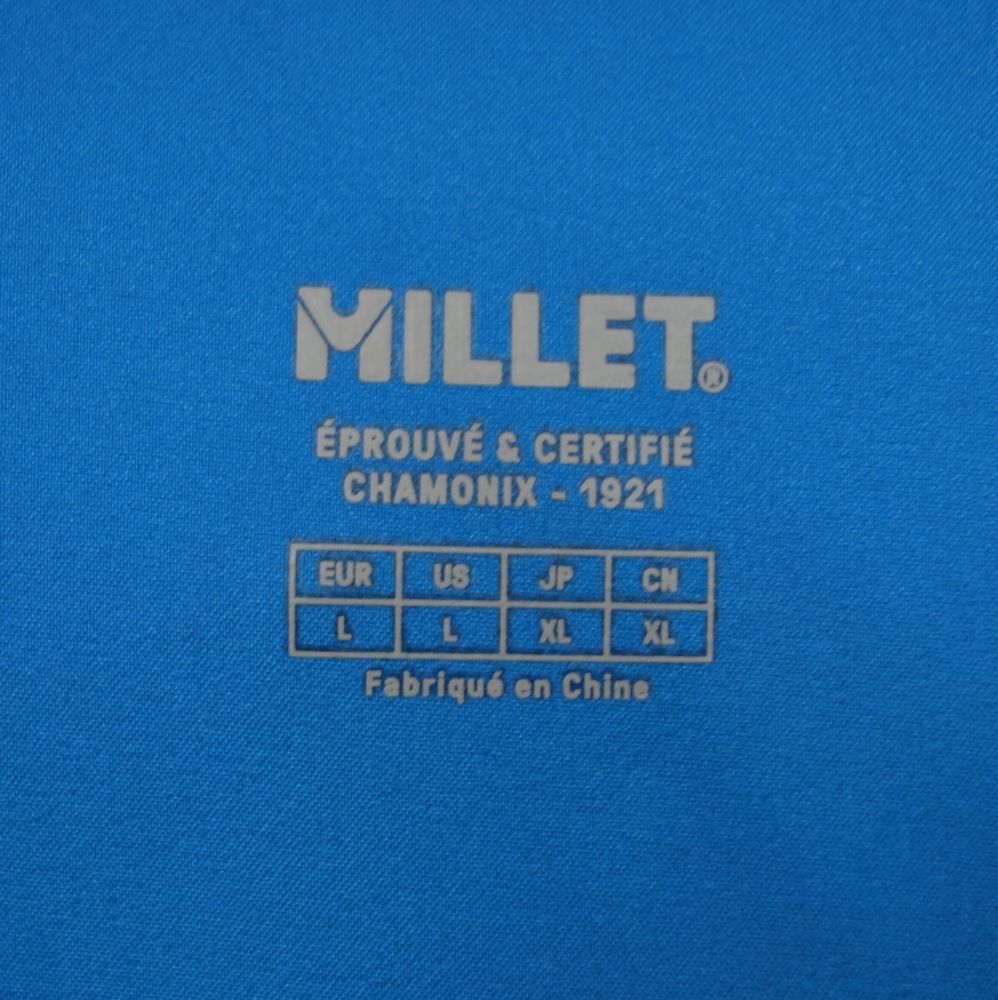 MILLET®
ÉPROUVÉ & CERTIFIÉ
CHAMONIX - 1921
EUR US JP CN
L L XL XL
Fabriqué en Chine